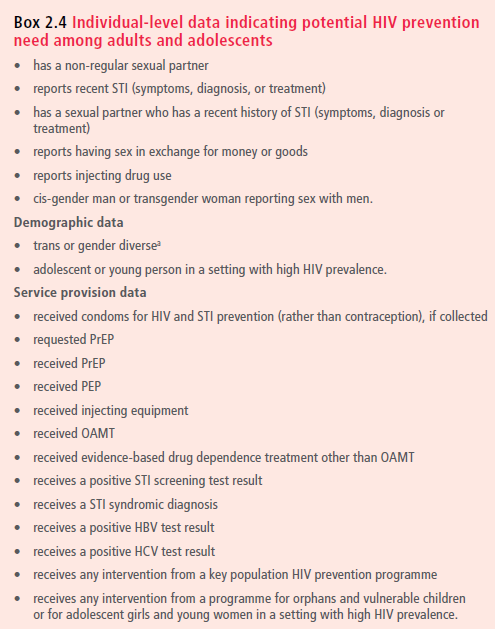 Box 2.4 Individual-level data indicating potential HIV prevention
need among adults and adolescents
• has a non-regular sexual partner
• reports recent STI (symptoms, diagnosis, or treatment)
• has a sexual partner who has a recent history of STI (symptoms, diagnosis or
treatment)
• reports having sex in exchange for money or goods
• reports injecting drug use
• cis-gender man or transgender woman reporting sex with men.
Demographic data
• trans or gender diverseᵃ
• adolescent or young person in a setting with high HIV prevalence.
Service provision data
• received condoms for HIV and STI prevention (rather than contraception), if collected
• requested PrEP
• received PrEP
• received PEP
• received injecting equipment
• received OAMT
• received evidence-based drug dependence treatment other than OAMT
• receives a positive STI screening test result
• receives a STI syndromic diagnosis
• receives a positive HBV test result
• receives a positive HCV test result
• receives any intervention from a key population HIV prevention programme
• receives any intervention from a programme for orphans and vulnerable children
or for adolescent girls and young women in a setting with high HIV prevalence.